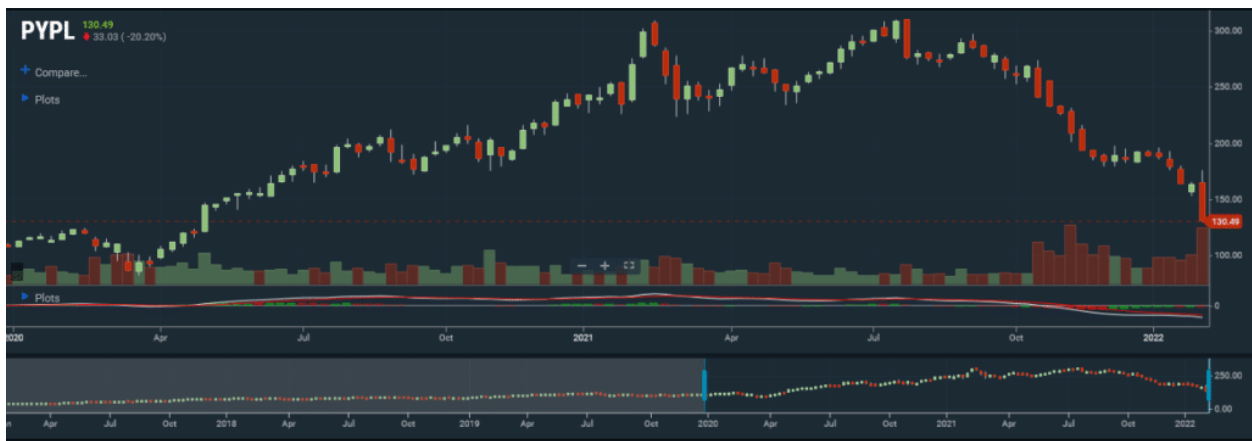 PYPL 130.49
33.03 ( -20.20%)
Compare...
Plots
300.00
250.00
200.00
150.00
130.49
100.00
Plots
0
2020 Apr Jul Oct 2021 Apr Jul Oct 2022
250.00
0.00
Apr Jul Oct 2018 Apr Jul Oct 2019 Apr Jul Oct 2020 Apr Jul Oct 2021 Apr Jul Oct 2022